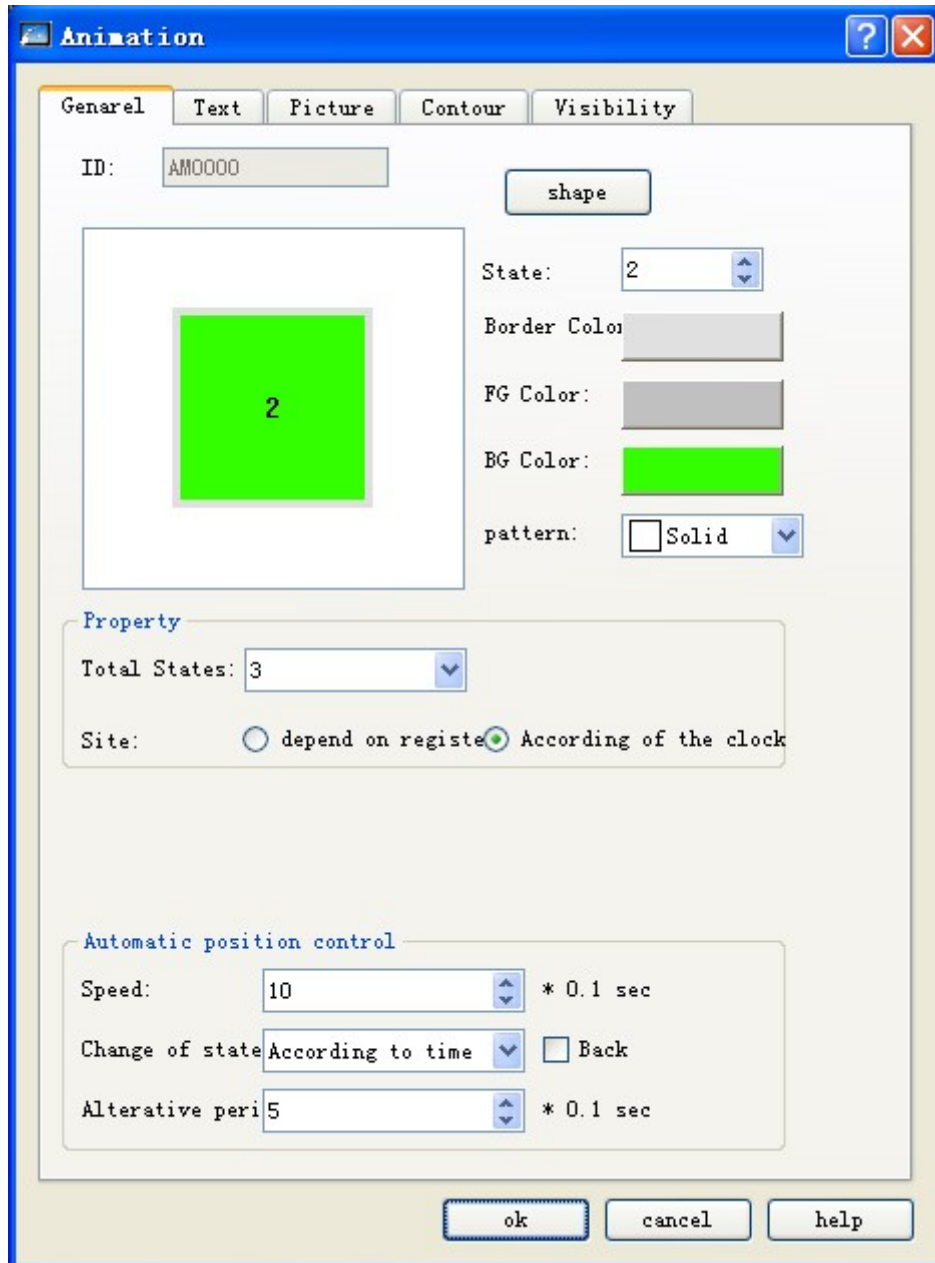 Animation
Genarel Text Picture Contour Visibility
ID: AM0000
shape
State: 2
Border Color
2
FG Color:
BG Color:
pattern: Solid
Property
Total States: 3
Site: depend on registe According of the clock
Automatic position control
Speed: 10 * 0.1 sec
Change of state According to time Back
Alterative peri 5 * 0.1 sec
ok cancel help